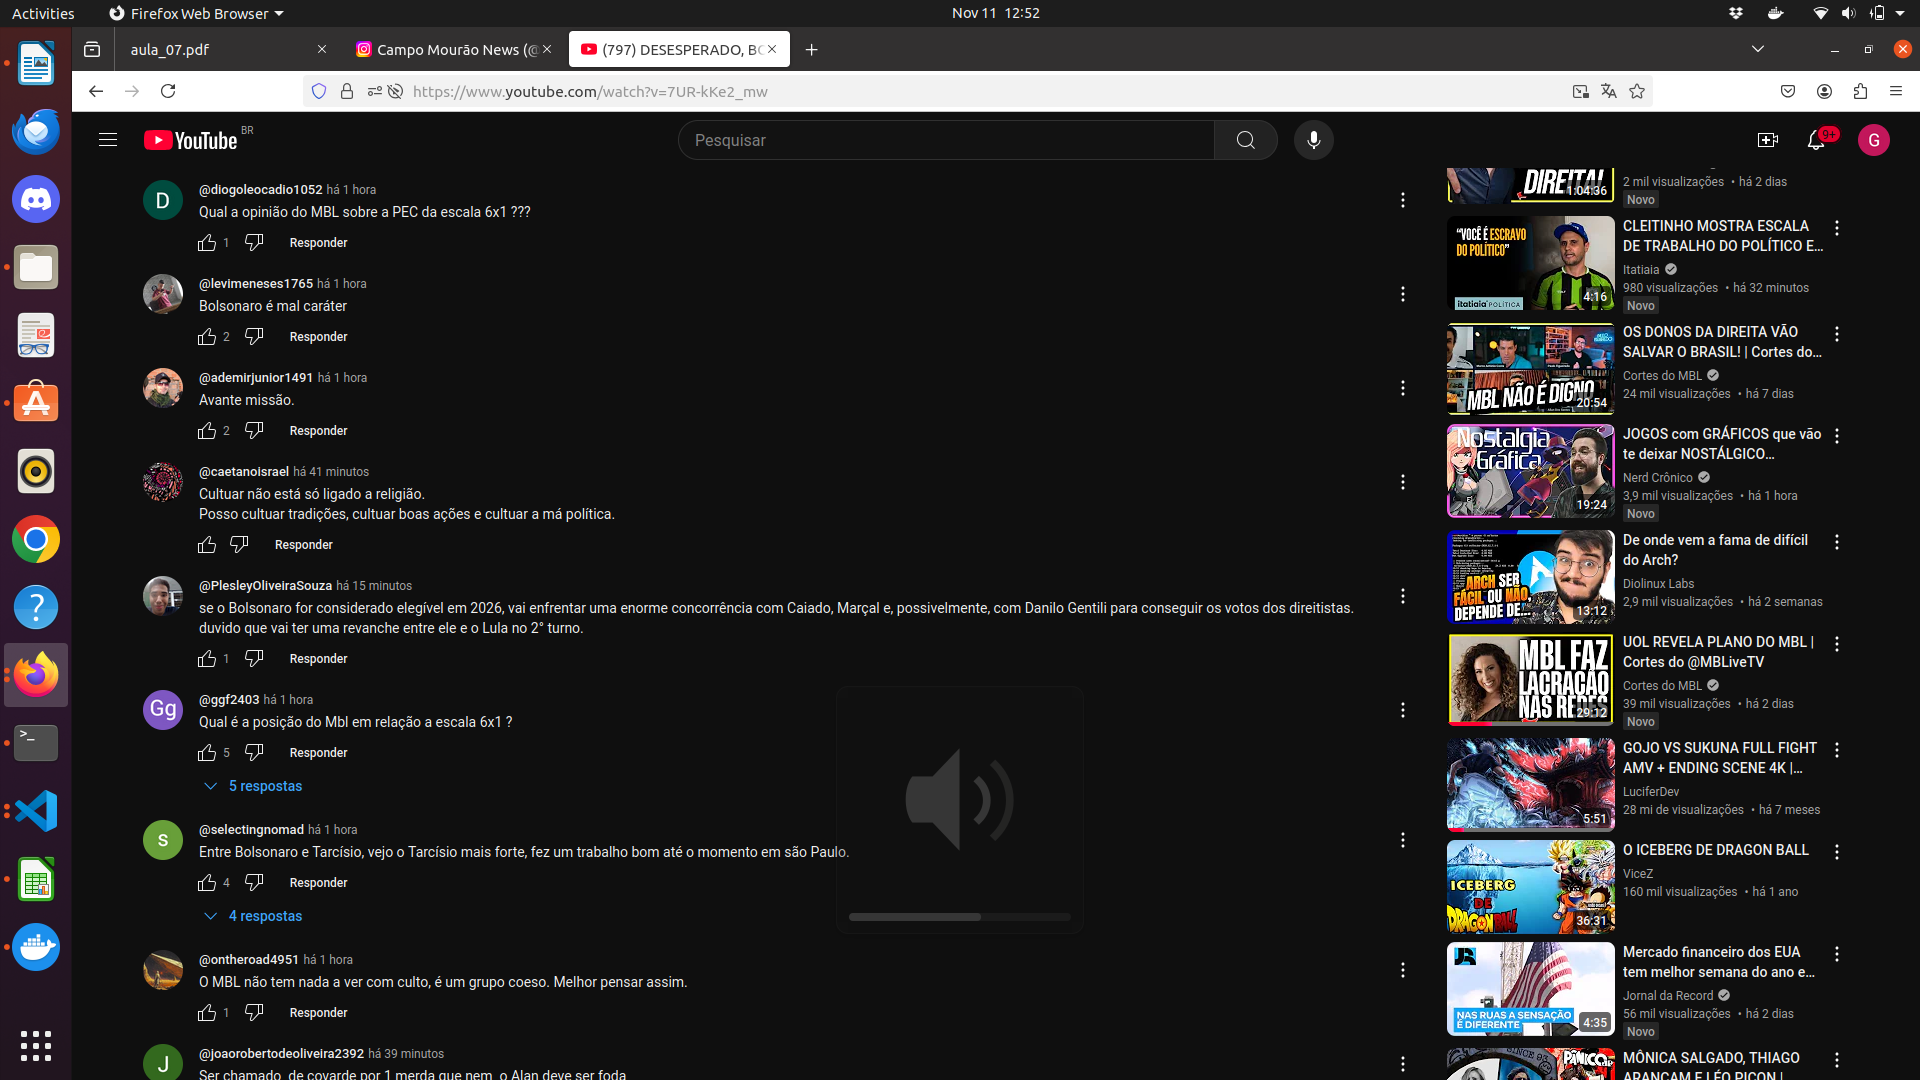 Activities
Firefox Web Browser
Nov 11 12:52
aula_07.pdf
Campo Mourão News (@
(797) DESESPERADO, BO
https://www.youtube.com/watch?v=7UR-kKe2_mw
YouTube BR
Pesquisar
9+
G
D
@diogoleocadio1052 há 1 hora
Qual a opinião do MBL sobre a PEC da escala 6x1 ???
1
Responder
@levimeneses1765 há 1 hora
Bolsonaro é mal caráter
2
Responder
@ademirjunior1491 há 1 hora
Avante missão.
2
Responder
@caetanoisrael há 41 minutos
Cultuar não está só ligado a religião.
Posso cultuar tradições, cultuar boas ações e cultuar a má política.
Responder
@PlesleyOliveiraSouza há 15 minutos
se o Bolsonaro for considerado elegível em 2026, vai enfrentar uma enorme concorrência com Caiado, Marçal e, possivelmente, com Danilo Gentili para conseguir os votos dos direitistas.
duvido que vai ter uma revanche entre ele e o Lula no 2° turno.
1
Responder
Gg
@ggf2403 há 1 hora
Qual é a posição do Mbl em relação a escala 6x1 ?
5
Responder
5 respostas
s
@selectingnomad há 1 hora
Entre Bolsonaro e Tarcísio, vejo o Tarcísio mais forte, fez um trabalho bom até o momento em são Paulo.
4
Responder
4 respostas
@ontheroad4951 há 1 hora
O MBL não tem nada a ver com culto, é um grupo coeso. Melhor pensar assim.
1
Responder
J
@joaorobertodeoliveira2392 há 39 minutos
Ser chamado de covarde por 1 merda que nem o Alan deve ser foda
DIREITA!
1:04:36
2 mil visualizações • há 2 dias
Novo
"VOCÊ É ESCRAVO
DO POLÍTICO"
itatiaia POLÍTICA
4:16
CLEITINHO MOSTRA ESCALA
DE TRABALHO DO POLÍTICO E...
Itatiaia
980 visualizações • há 32 minutos
Novo
MBL NÃO É DIGNO
20:54
OS DONOS DA DIREITA VÃO
SALVAR O BRASIL! | Cortes do...
Cortes do MBL
24 mil visualizações • há 7 dias
Nostalgia
Gráfica
19:24
JOGOS com GRÁFICOS que vão
te deixar NOSTÁLGICO...
Nerd Crônico
3,9 mil visualizações • há 1 hora
Novo
ARCH SER
FÁCIL OU NÃO,
DEPENDE DE...
13:12
De onde vem a fama de difícil
do Arch?
Diolinux Labs
2,9 mil visualizações • há 2 semanas
MBL FAZ
LACRAÇÃO
NAS REDES
29:12
UOL REVELA PLANO DO MBL |
Cortes do @MBLiveTV
Cortes do MBL
39 mil visualizações • há 2 dias
Novo
5:51
GOJO VS SUKUNA FULL FIGHT
AMV + ENDING SCENE 4K |...
LuciferDev
28 mi de visualizações • há 7 meses
ICEBERG
DE
DRAGON BALL
36:31
O ICEBERG DE DRAGON BALL
ViceZ
160 mil visualizações • há 1 ano
JR
NAS RUAS A SENSAÇÃO
É DIFERENTE
4:35
Mercado financeiro dos EUA
tem melhor semana do ano e...
Jornal da Record
56 mil visualizações • há 2 dias
Novo
SINCE
PÂNICO
MÔNICA SALGADO, THIAGO
ARANCAM E LÉO PICON |